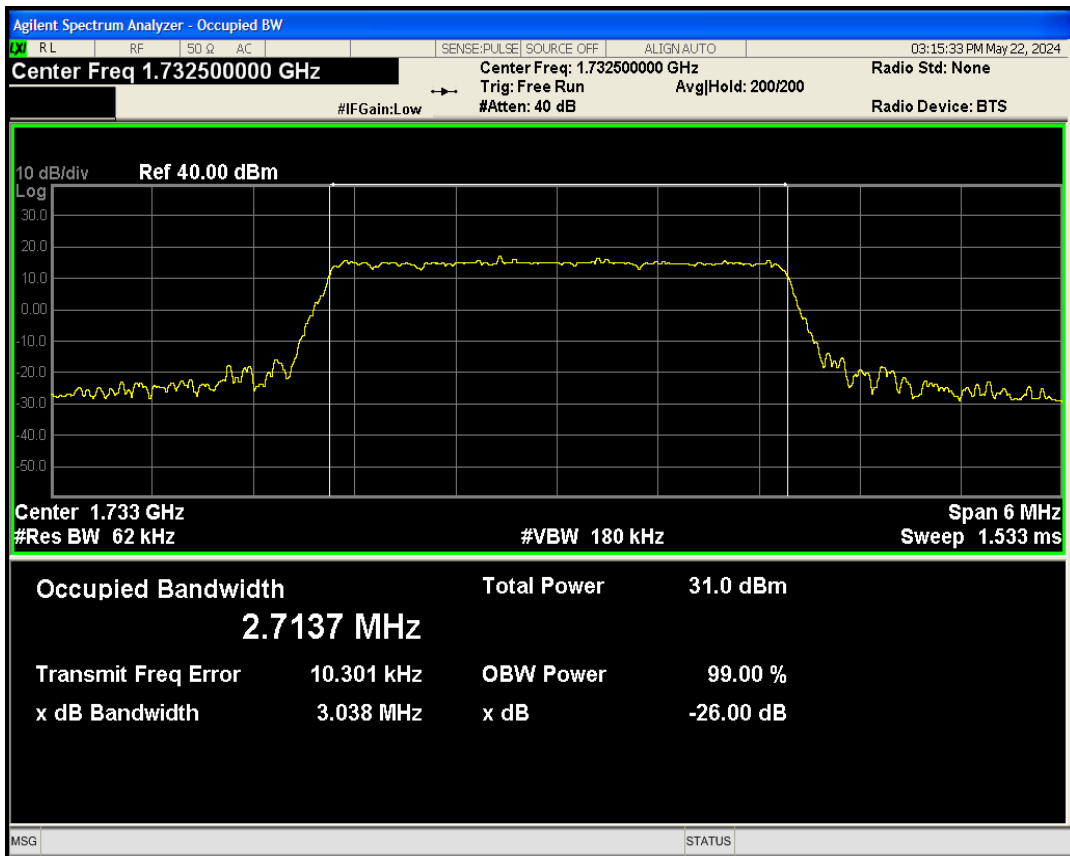 Agilent Spectrum Analyzer - Occupied BW
LXI RL RF 50 Ω AC SENSE:PULSE SOURCE OFF ALIGN AUTO 03:15:33 PM May 22, 2024
Center Freq 1.732500000 GHz Center Freq: 1.732500000 GHz Radio Std: None
Trig: Free Run Avg|Hold: 200/200
#IFGain:Low #Atten: 40 dB Radio Device: BTS
10 dB/div Ref 40.00 dBm
Log
30.0
20.0
10.0
0.00
-10.0
-20.0
-30.0
-40.0
-50.0
Center 1.733 GHz Span 6 MHz
#Res BW 62 kHz #VBW 180 kHz Sweep 1.533 ms
Occupied Bandwidth Total Power 31.0 dBm
2.7137 MHz
Transmit Freq Error 10.301 kHz OBW Power 99.00 %
x dB Bandwidth 3.038 MHz x dB -26.00 dB
MSG STATUS